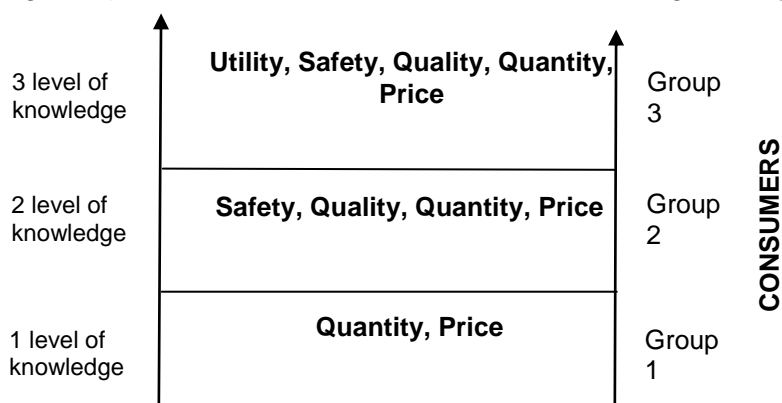 Utility, Safety, Quality, Quantity,
Price
3 level of
knowledge
Group
3
Safety, Quality, Quantity, Price
2 level of
knowledge
Group
2
CONSUMERS
Quantity, Price
1 level of
knowledge
Group
1